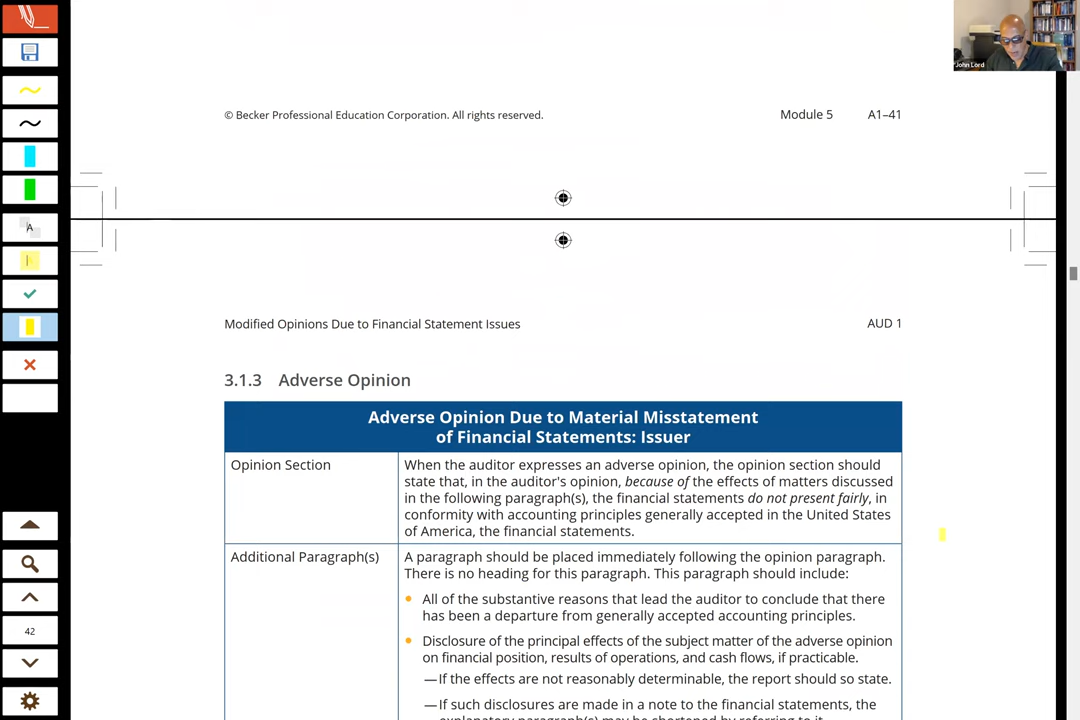 John Lord
© Becker Professional Education Corporation. All rights reserved.
Module 5
A1–41
A
Modified Opinions Due to Financial Statement Issues
AUD 1
3.1.3 Adverse Opinion
Adverse Opinion Due to Material Misstatement
of Financial Statements: Issuer
Opinion Section
When the auditor expresses an adverse opinion, the opinion section should
state that, in the auditor's opinion, because of the effects of matters discussed
in the following paragraph(s), the financial statements do not present fairly, in
conformity with accounting principles generally accepted in the United States
of America, the financial statements.
Additional Paragraph(s)
A paragraph should be placed immediately following the opinion paragraph.
There is no heading for this paragraph. This paragraph should include:
• All of the substantive reasons that lead the auditor to conclude that there
has been a departure from generally accepted accounting principles.
• Disclosure of the principal effects of the subject matter of the adverse opinion
on financial position, results of operations, and cash flows, if practicable.
—If the effects are not reasonably determinable, the report should so state.
—If such disclosures are made in a note to the financial statements, the
explanatory paragraph(s) may be shortened by referring to it.
42